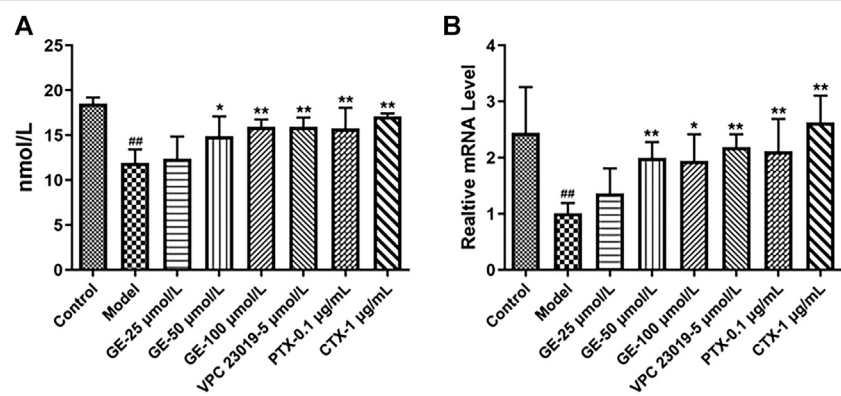 A
25
20
15
10
5
0
nmol/L
##
*
**
**
**
**
Control
Model
GE-25 μmol/L
GE-50 μmol/L
GE-100 μmol/L
VPC 23019-5 μmol/L
PTX-0.1 μg/mL
CTX-1 μg/mL
B
4
3
2
1
0
Realtive mRNA Level
##
**
*
**
**
**
Control
Model
GE-25 μmol/L
GE-50 μmol/L
GE-100 μmol/L
VPC 23019-5 μmol/L
PTX-0.1 μg/mL
CTX-1 μg/mL